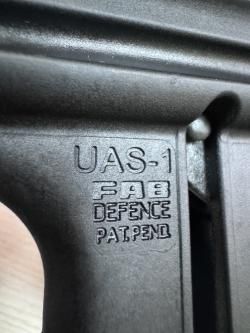 UAS-1
FAB
DEFENCE
PAT.PEND.